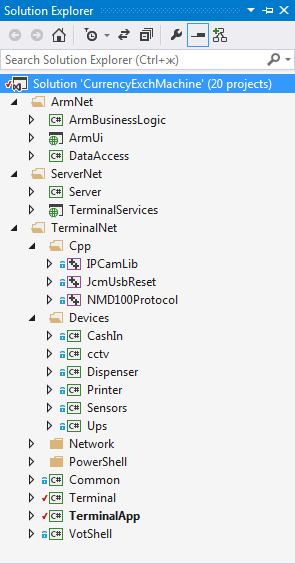 Solution Explorer
Search Solution Explorer (Ctrl+ж)
Solution 'CurrencyExchMachine' (20 projects)
ArmNet
C# ArmBusinessLogic
ArmUi
C# DataAccess
ServerNet
C# Server
TerminalServices
TerminalNet
Cpp
IPCamLib
JcmUsbReset
NMD100Protocol
Devices
C# CashIn
C# cctv
C# Dispenser
C# Printer
C# Sensors
C# Ups
Network
PowerShell
C# Common
C# Terminal
C# TerminalApp
C# VotShell